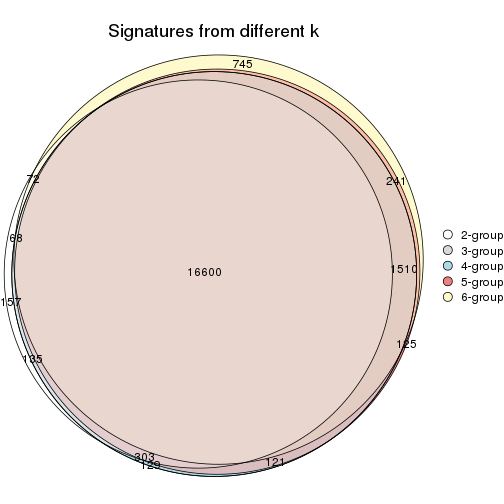 Signatures from different k
745
72
241
68
2-group
3-group
16600
1510
4-group
5-group
157
6-group
125
135
303
129
121